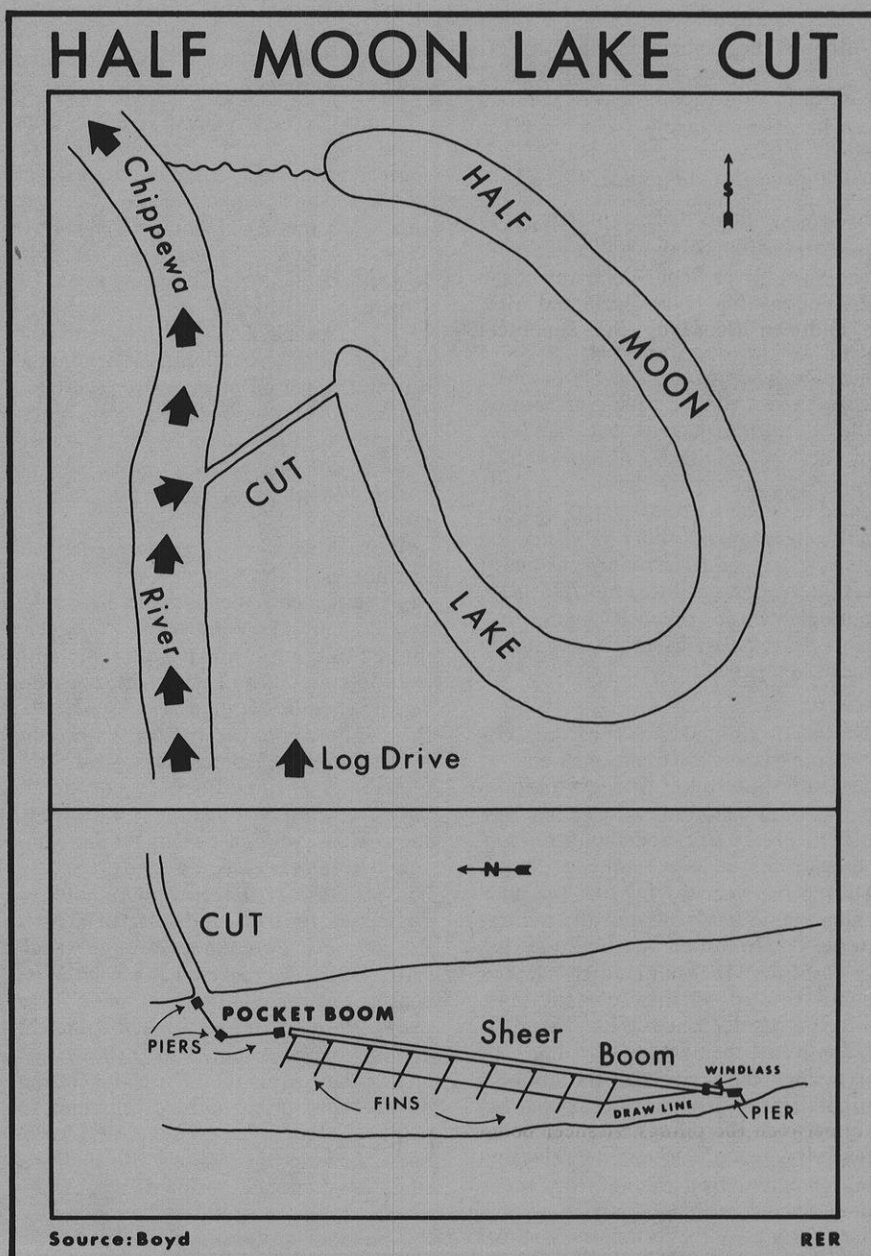 HALF MOON LAKE CUT
Chippewa
HALF
S
MOON
CUT
River
LAKE
Log Drive
N
CUT
POCKET BOOM
PIERS
Sheer
Boom
WINDLASS
FINS
DRAW LINE
PIER
Source: Boyd
RER